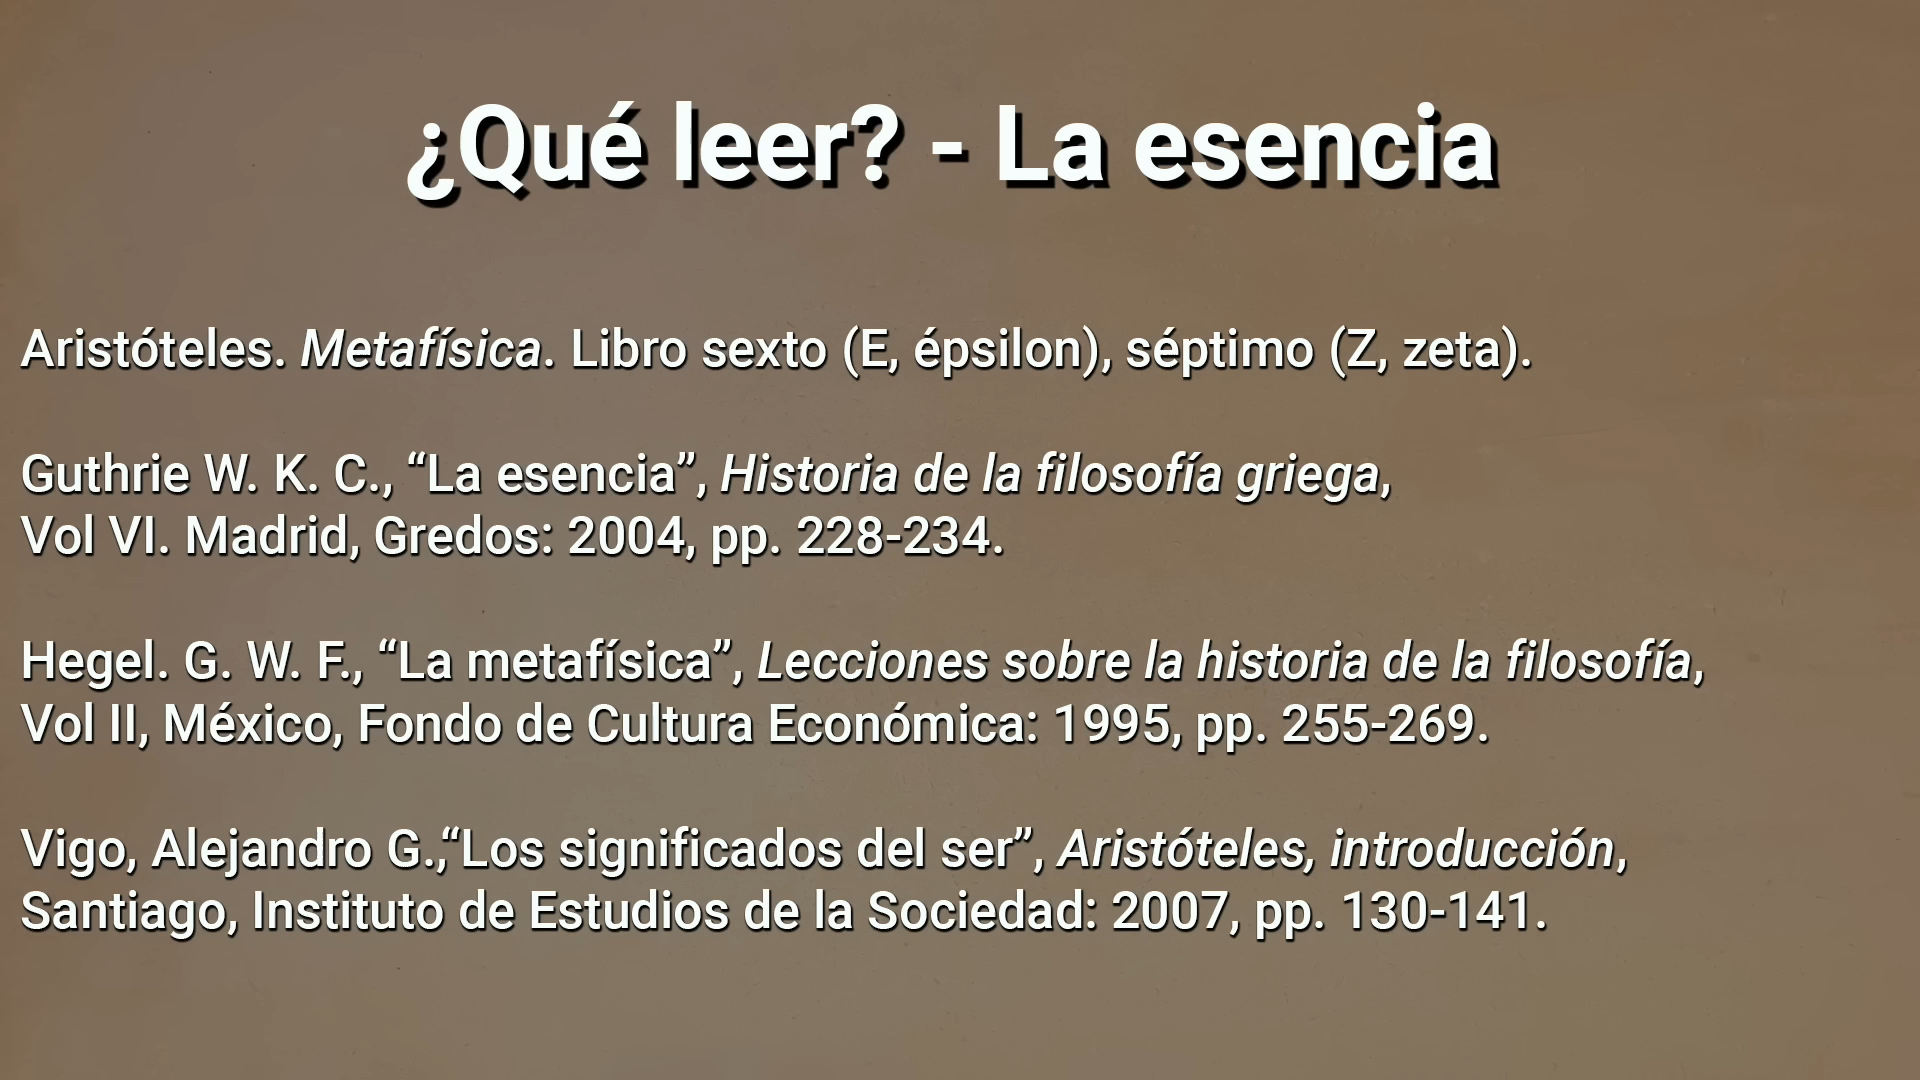 ¿Qué leer? - La esencia
Aristóteles. Metafísica. Libro sexto (E, épsilon), séptimo (Z, zeta).
Guthrie W. K. C., “La esencia”, Historia de la filosofía griega,
Vol VI. Madrid, Gredos: 2004, pp. 228-234.
Hegel. G. W. F., “La metafísica”, Lecciones sobre la historia de la filosofía,
Vol II, México, Fondo de Cultura Económica: 1995, pp. 255-269.
Vigo, Alejandro G.,“Los significados del ser”, Aristóteles, introducción,
Santiago, Instituto de Estudios de la Sociedad: 2007, pp. 130-141.